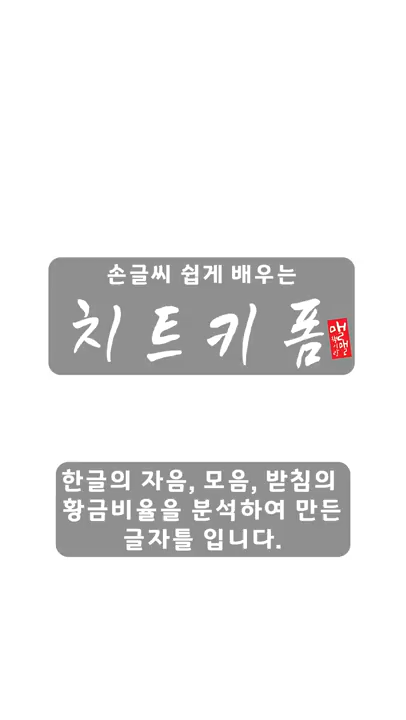 손글씨 쉽게 배우는
치트키 폼
한글의 자음, 모음, 받침의
황금비율을 분석하여 만든
글자틀 입니다.